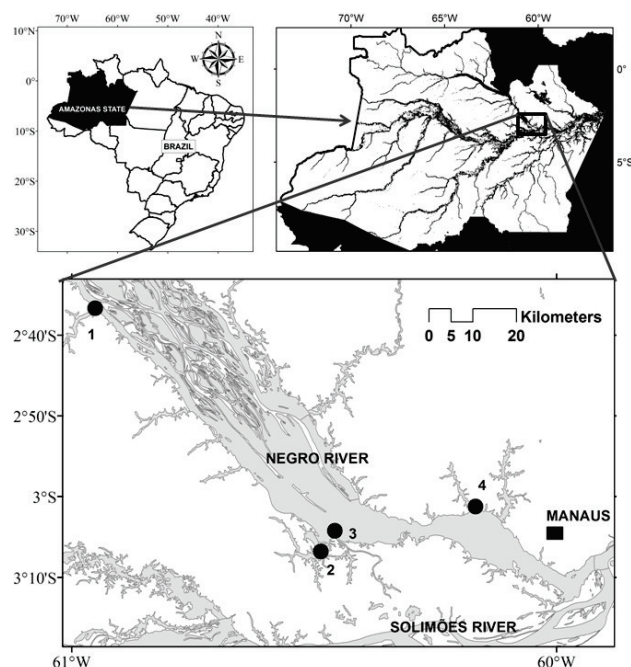 70°W 60°W 50°W 40°W
10°N
0°
10°S
20°S
30°S
N
W E
S
AMAZONAS STATE
BRAZIL
70°W 65°W 60°W
0°
5°S
2°40'S
2°50'S
3°S
3°10'S
61°W 60°W
1
Kilometers
0 5 10 20
NEGRO RIVER
4
MANAUS
3
2
SOLIMÕES RIVER